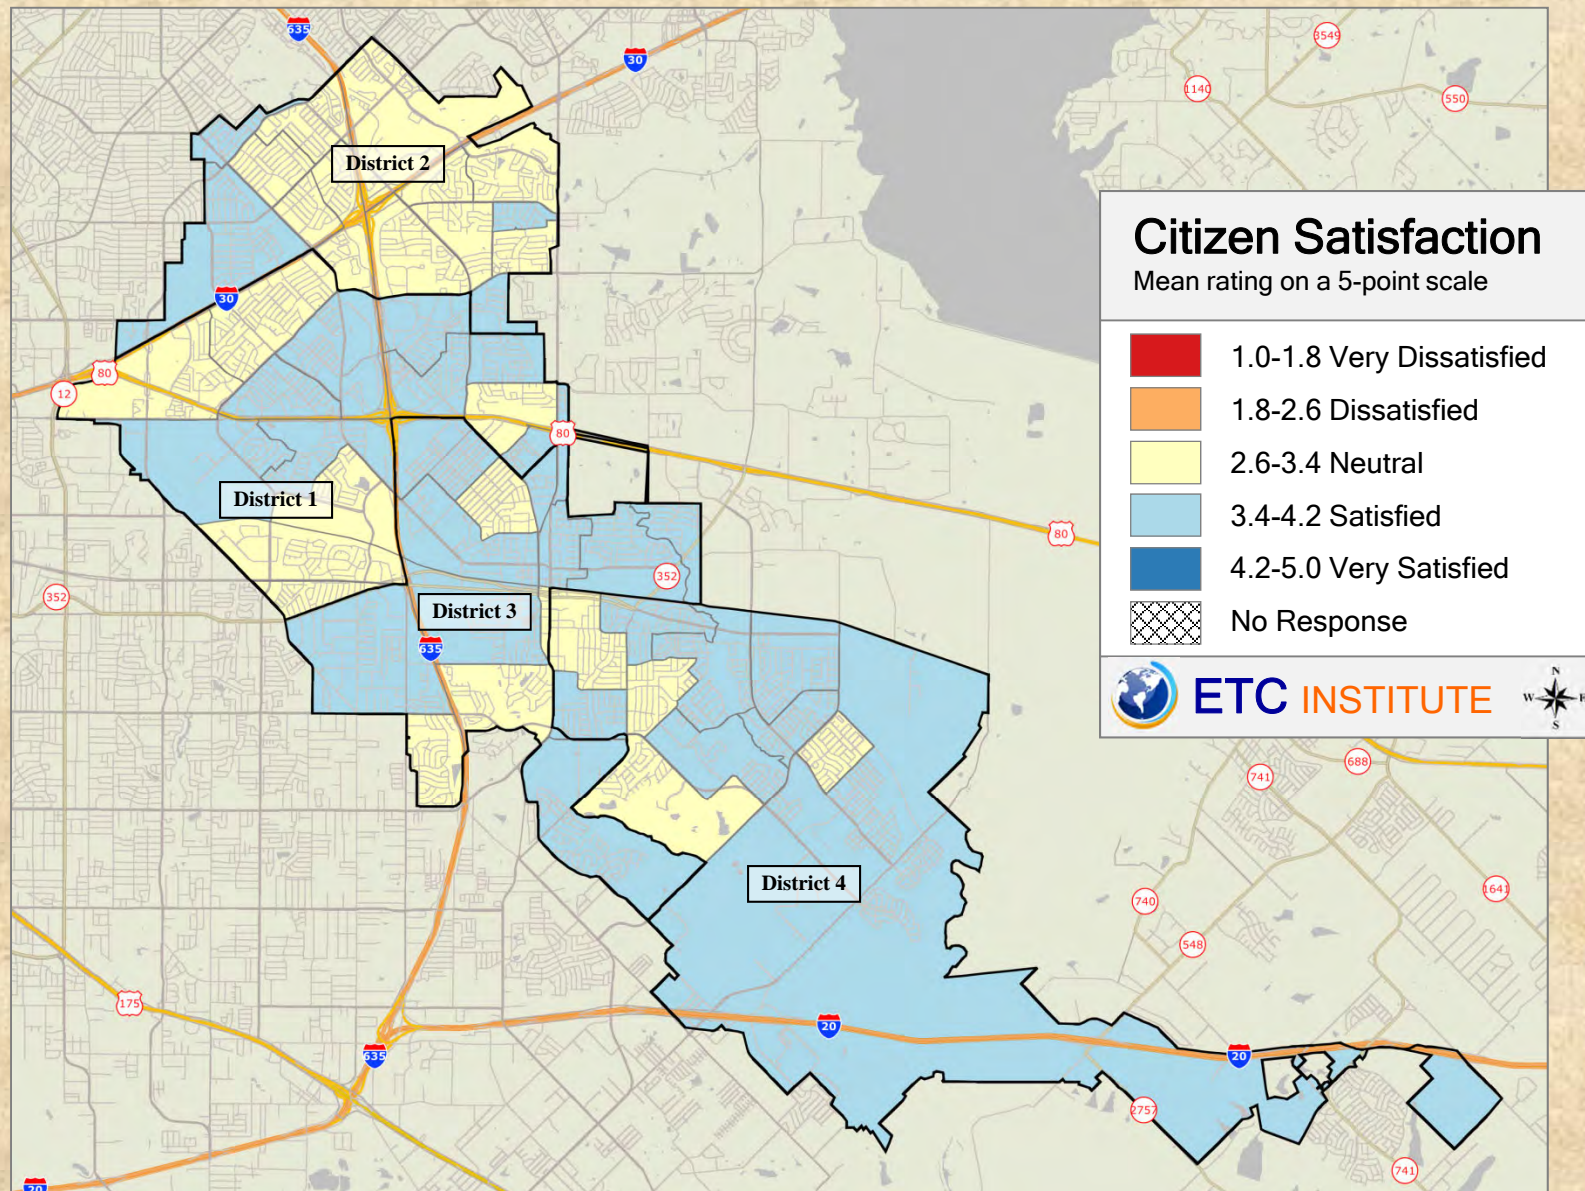 635
30
3549
1140
550
District 2
Citizen Satisfaction
Mean rating on a 5-point scale
30
1.0-1.8 Very Dissatisfied
80
12
1.8-2.6 Dissatisfied
80
2.6-3.4 Neutral
District 1
3.4-4.2 Satisfied
80
352
4.2-5.0 Very Satisfied
352
District 3
No Response
635
ETC INSTITUTE
N
W
E
S
688
741
District 4
1641
740
548
175
20
635
20
2757
741
20